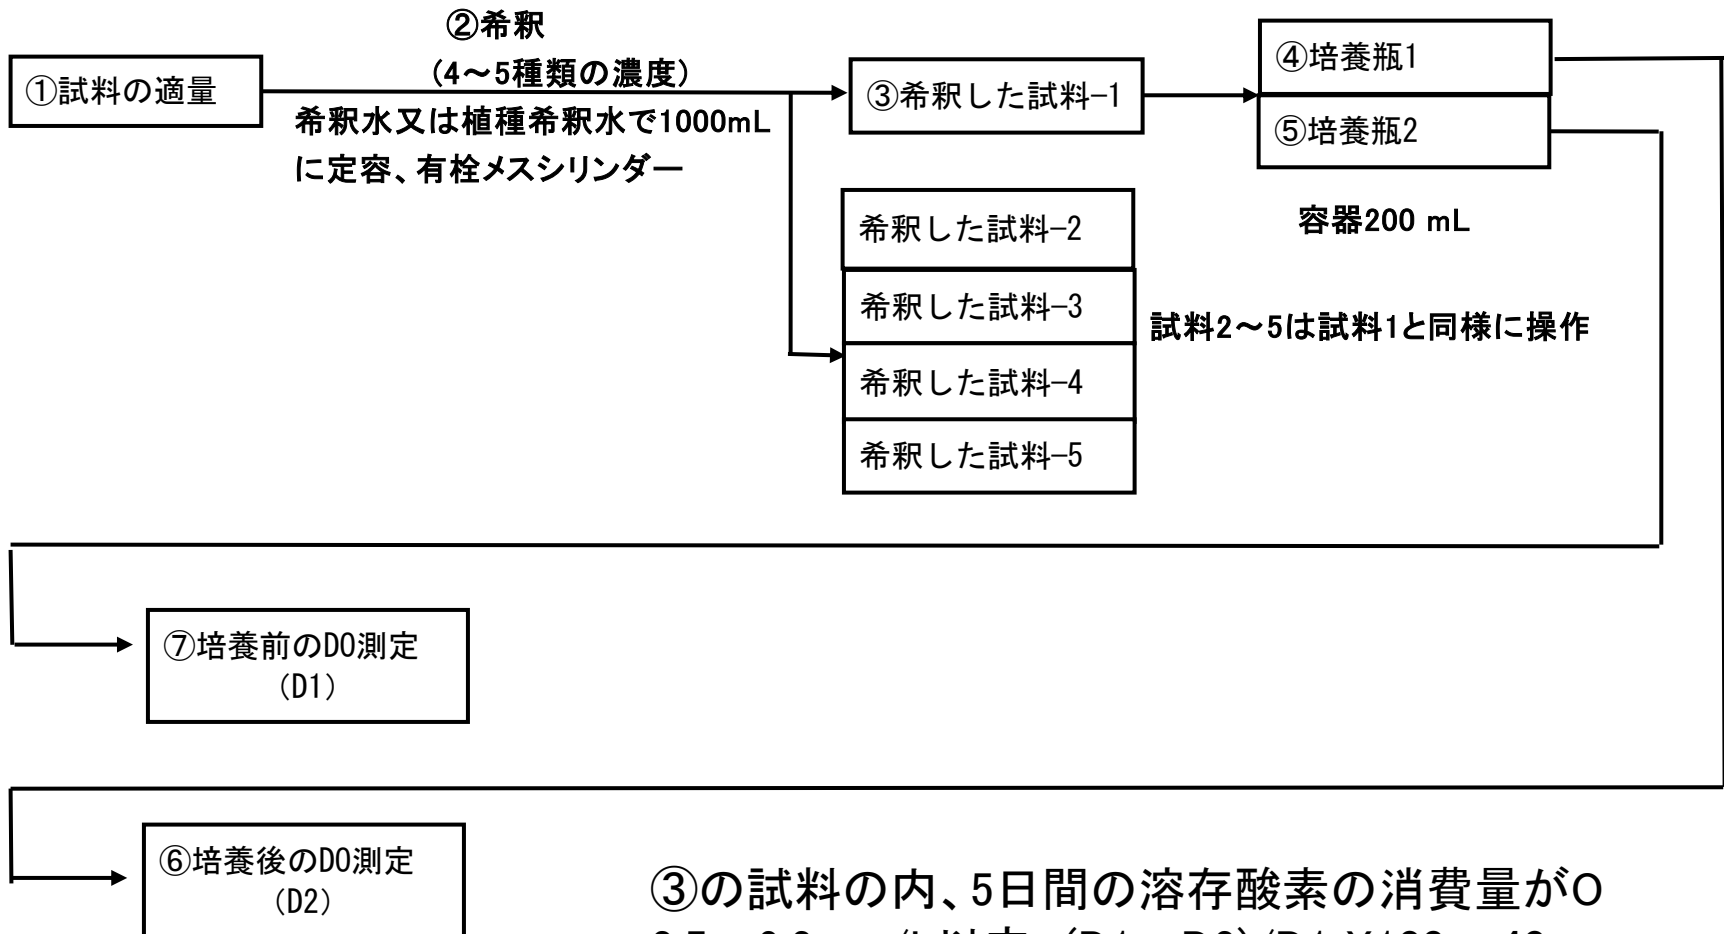 ①試料の適量
②希釈
(4～5種類の濃度)
希釈水又は植種希釈水で1000mL
に定容、有栓メスシリンダー
③希釈した試料-1
④培養瓶1
⑤培養瓶2
容器200 mL
希釈した試料-2
希釈した試料-3
希釈した試料-4
希釈した試料-5
試料2～5は試料1と同様に操作
⑦培養前のDO測定
(D1)
⑥培養後のDO測定
(D2)
③の試料の内、5日間の溶存酸素の消費量がO